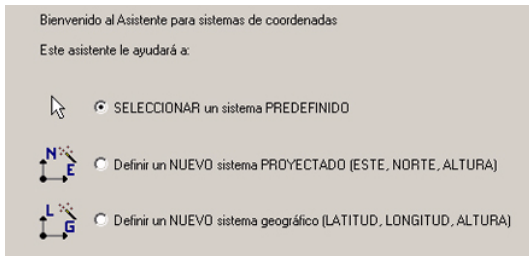 Bienvenido al Asistente para sistemas de coordenadas
Este asistente le ayudará a:
SELECCIONAR un sistema PREDEFINIDO
N E
Definir un NUEVO sistema PROYECTADO (ESTE, NORTE, ALTURA)
L G
Definir un NUEVO sistema geográfico (LATITUD, LONGITUD, ALTURA)